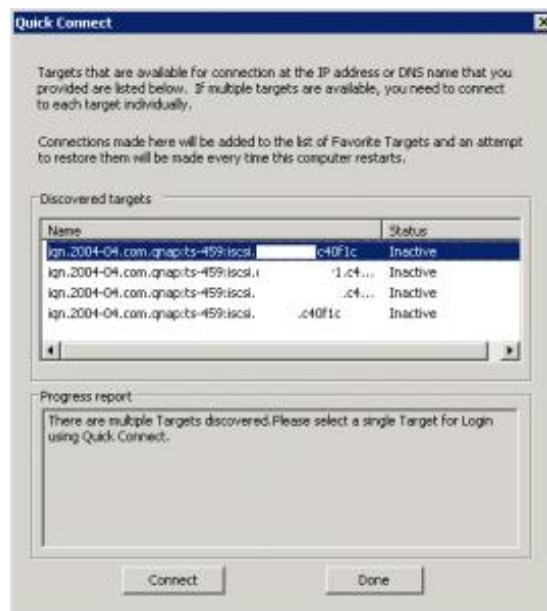 Quick Connect
Targets that are available for connection at the IP address or DNS name that you
provided are listed below. If multiple targets are available, you need to connect
to each target individually.
Connections made here will be added to the list of Favorite Targets and an attempt
to restore them will be made every time this computer restarts.
Discovered targets
Name Status
iqn.2004-04.com.qnap:ts-459:iscsi. c40f1c Inactive
iqn.2004-04.com.qnap:ts-459:iscsi. 1.c4... Inactive
iqn.2004-04.com.qnap:ts-459:iscsi. .c4... Inactive
iqn.2004-04.com.qnap:ts-459:iscsi. .c40f1c Inactive
Progress report
There are multiple Targets discovered.Please select a single Target for Login
using Quick Connect.
Connect Done